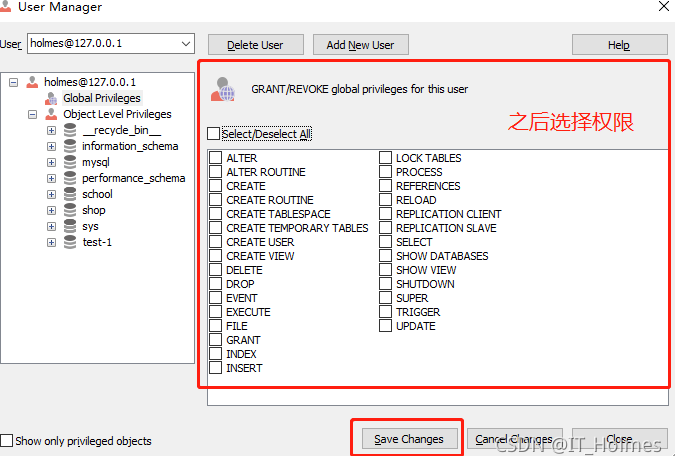 User Manager
User
holmes@127.0.0.1
Delete User
Add New User
Help
holmes@127.0.0.1
Global Privileges
Object Level Privileges
__recycle_bin__
information_schema
mysql
performance_schema
school
shop
sys
test-1
GRANT/REVOKE global privileges for this user
之后选择权限
Select/Deselect All
ALTER
ALTER ROUTINE
CREATE
CREATE ROUTINE
CREATE TABLESPACE
CREATE TEMPORARY TABLES
CREATE USER
CREATE VIEW
DELETE
DROP
EVENT
EXECUTE
FILE
GRANT
INDEX
INSERT
LOCK TABLES
PROCESS
REFERENCES
RELOAD
REPLICATION CLIENT
REPLICATION SLAVE
SELECT
SHOW DATABASES
SHOW VIEW
SHUTDOWN
SUPER
TRIGGER
UPDATE
Show only privileged objects
Save Changes
Cancel Changes
Close
CSDN @IT_Holmes